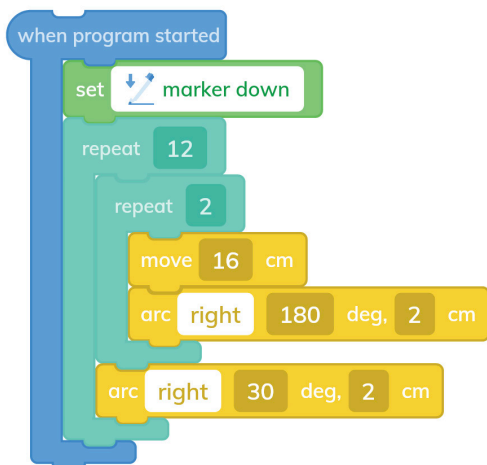 when program started
set marker down
repeat 12
repeat 2
move 16 cm
arc right 180 deg, 2 cm
arc right 30 deg, 2 cm